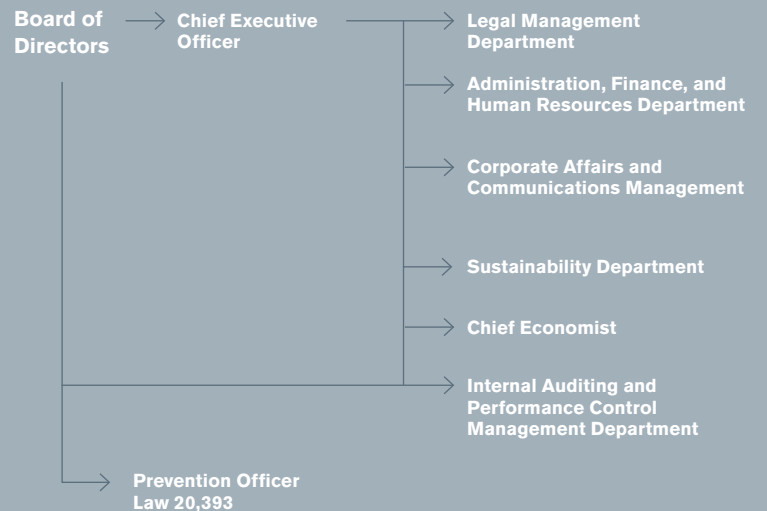 Board of
Directors
Chief Executive
Officer
Legal Management
Department
Administration, Finance, and
Human Resources Department
Corporate Affairs and
Communications Management
Sustainability Department
Chief Economist
Internal Auditing and
Performance Control
Management Department
Prevention Officer
Law 20,393